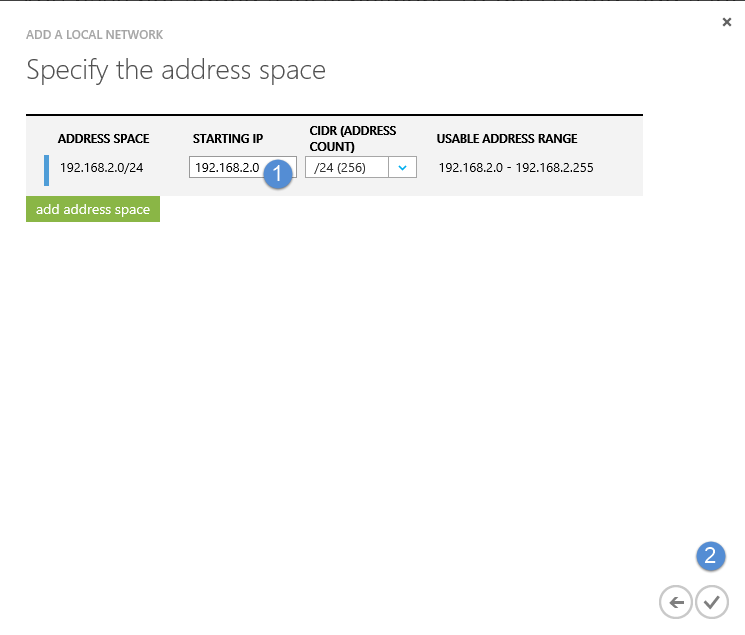 ADD A LOCAL NETWORK
Specify the address space
ADDRESS SPACE STARTING IP CIDR (ADDRESS COUNT) USABLE ADDRESS RANGE
192.168.2.0/24 192.168.2.0 1 /24 (256) 192.168.2.0 - 192.168.2.255
add address space
2